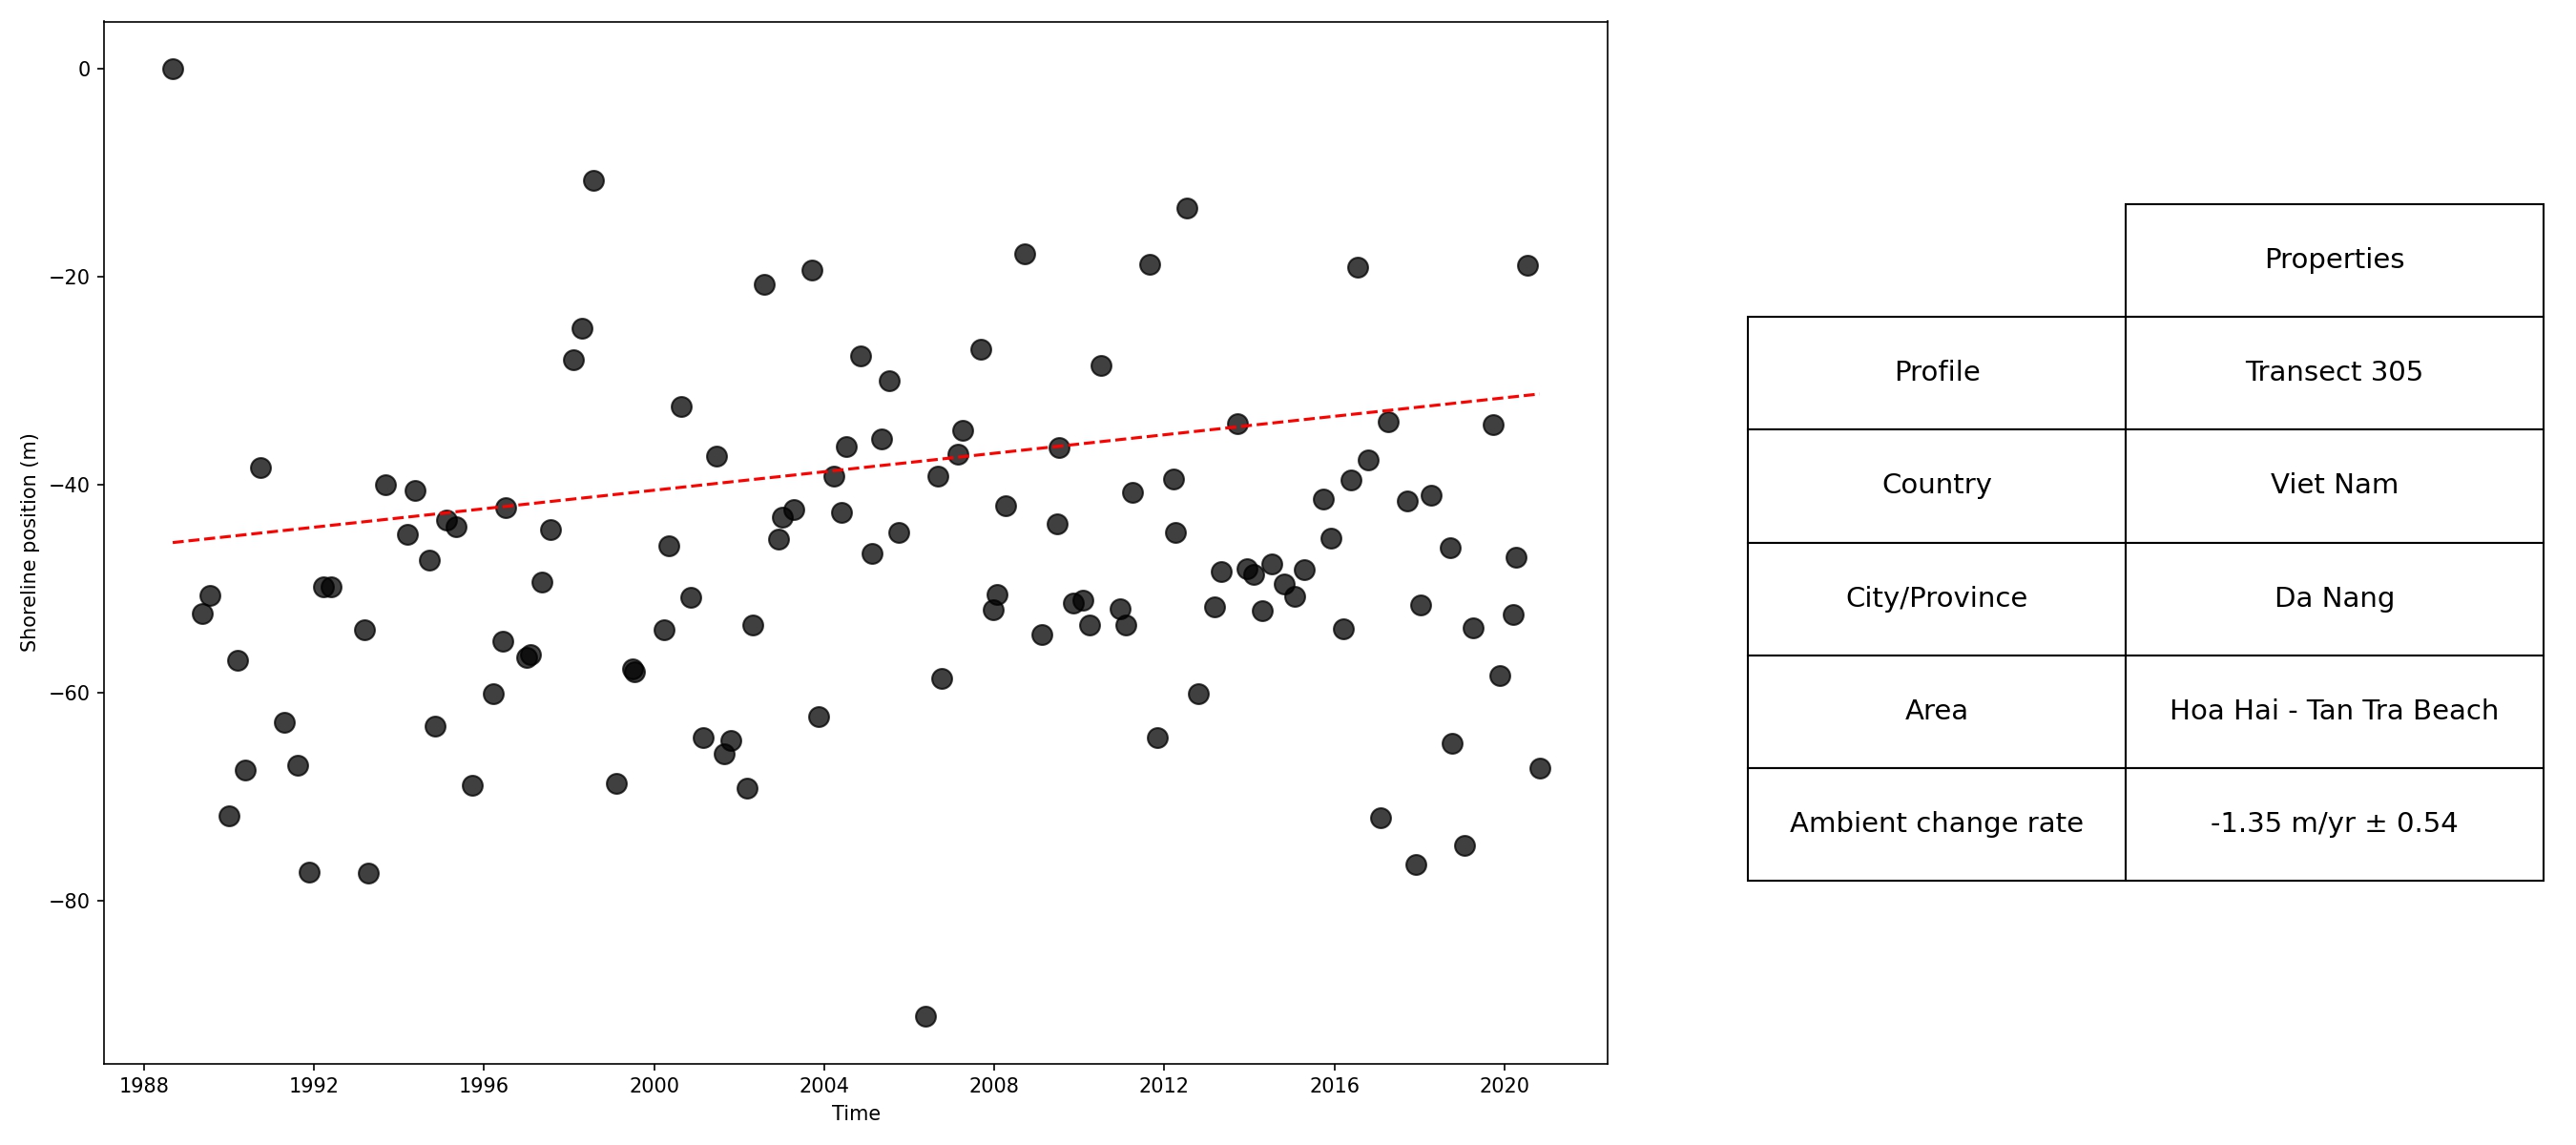 0
−20
−40
−60
−80
Shoreline position (m)
1988 1992 1996 2000 2004 2008 2012 2016 2020
Time
Properties
Profile Transect 305
Country Viet Nam
City/Province Da Nang
Area Hoa Hai - Tan Tra Beach
Ambient change rate -1.35 m/yr ± 0.54